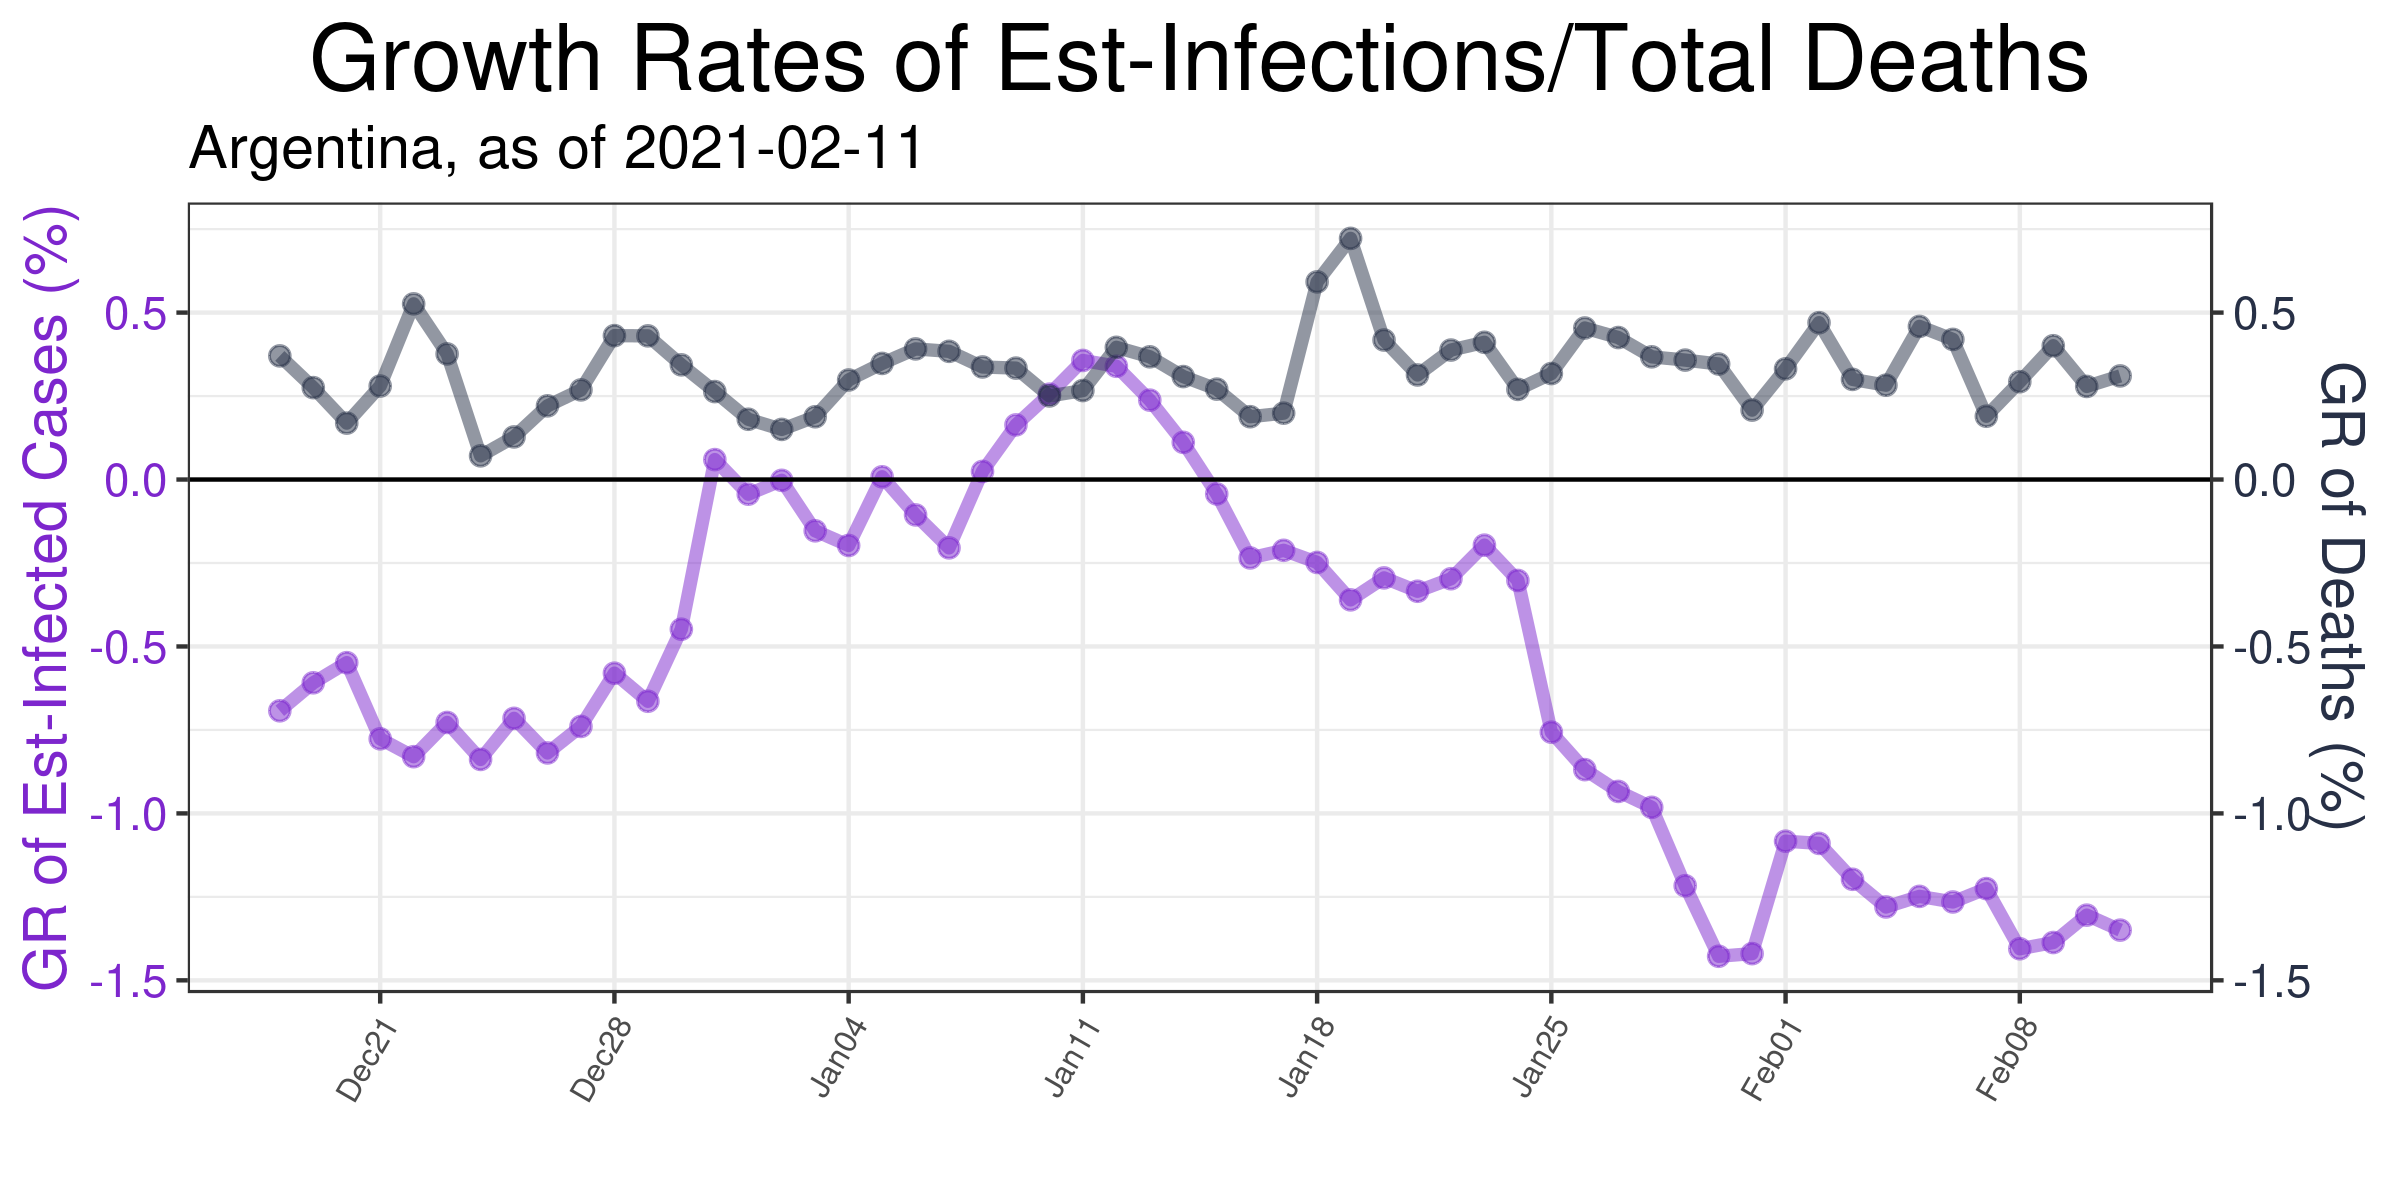 Growth Rates of Est-Infections/Total Deaths
Argentina, as of 2021-02-11
GR of Est-Infected Cases (%)
0.5
0.0
-0.5
-1.0
-1.5
0.5
0.0
-0.5
-1.0
-1.5
GR of Deaths (%)
Dec21
Dec28
Jan04
Jan11
Jan18
Jan25
Feb01
Feb08